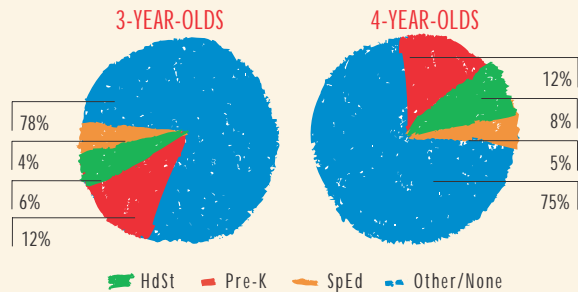 3-YEAR-OLDS
78%
4%
6%
12%
4-YEAR-OLDS
12%
8%
5%
75%
HdSt Pre-K SpEd Other/None